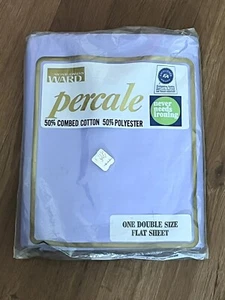 WARD
percale
50% COMBED COTTON 50% POLYESTER
never
needs
ironing
ONE DOUBLE SIZE
FLAT SHEET